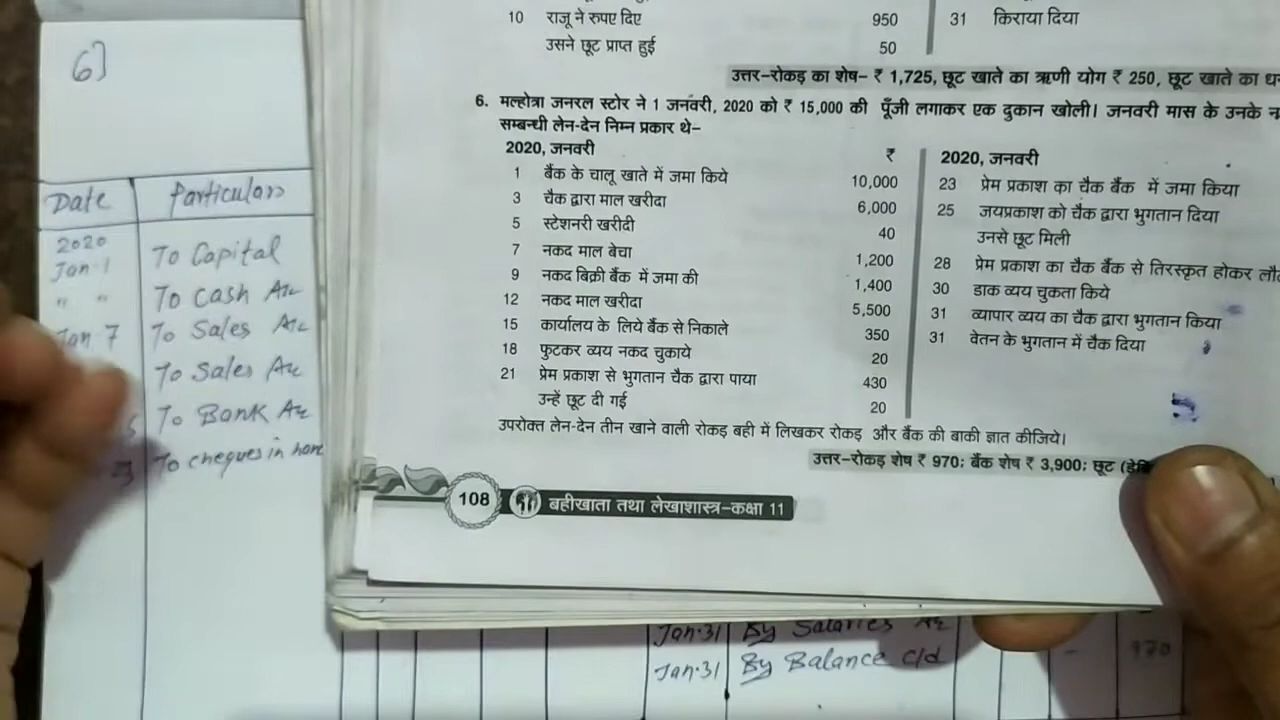 6]
Date Particulars
2020
Jan·1 To Capital
" " To Cash A/c
Jan 7 To Sales A/c
To Sales A/c
To Bank A/c
To cheques in han
10 राजू ने रुपए दिए 950
उसने छूट प्राप्त हुई 50
31 किराया दिया
उत्तर-रोकड़ का शेष- ₹ 1,725, छूट खाते का ऋणी योग ₹ 250, छूट खाते का
6. मल्होत्रा जनरल स्टोर ने 1 जनवरी, 2020 को ₹ 15,000 की पूँजी लगाकर एक दुकान खोली। जनवरी मास के उनके
सम्बन्धी लेन-देन निम्न प्रकार थे-
2020, जनवरी ₹
1 बैंक के चालू खाते में जमा किये 10,000
3 चैक द्वारा माल खरीदा 6,000
5 स्टेशनरी खरीदी 40
7 नकद माल बेचा 1,200
9 नकद बिक्री बैंक में जमा की 1,400
12 नकद माल खरीदा 5,500
15 कार्यालय के लिये बैंक से निकाले 350
18 फुटकर व्यय नकद चुकाये 20
21 प्रेम प्रकाश से भुगतान चैक द्वारा पाया 430
उन्हें छूट दी गई 20
2020, जनवरी
23 प्रेम प्रकाश का चैक बैंक में जमा किया
25 जयप्रकाश को चैक द्वारा भुगतान दिया
उनसे छूट मिली
28 प्रेम प्रकाश का चैक बैंक से तिरस्कृत होकर
30 डाक व्यय चुकता किये
31 व्यापार व्यय का चैक द्वारा भुगतान किया
31 वेतन के भुगतान में चैक दिया
उपरोक्त लेन-देन तीन खाने वाली रोकड़ बही में लिखकर रोकड़ और बैंक की बाकी ज्ञात कीजिये।
उत्तर-रोकड़ शेष ₹ 970; बैंक शेष ₹ 3,900; छूट
108 बहीखाता तथा लेखाशास्त्र-कक्षा 11
Jan·31 By Salaries A/c
Jan·31 By Balance c/d - 970